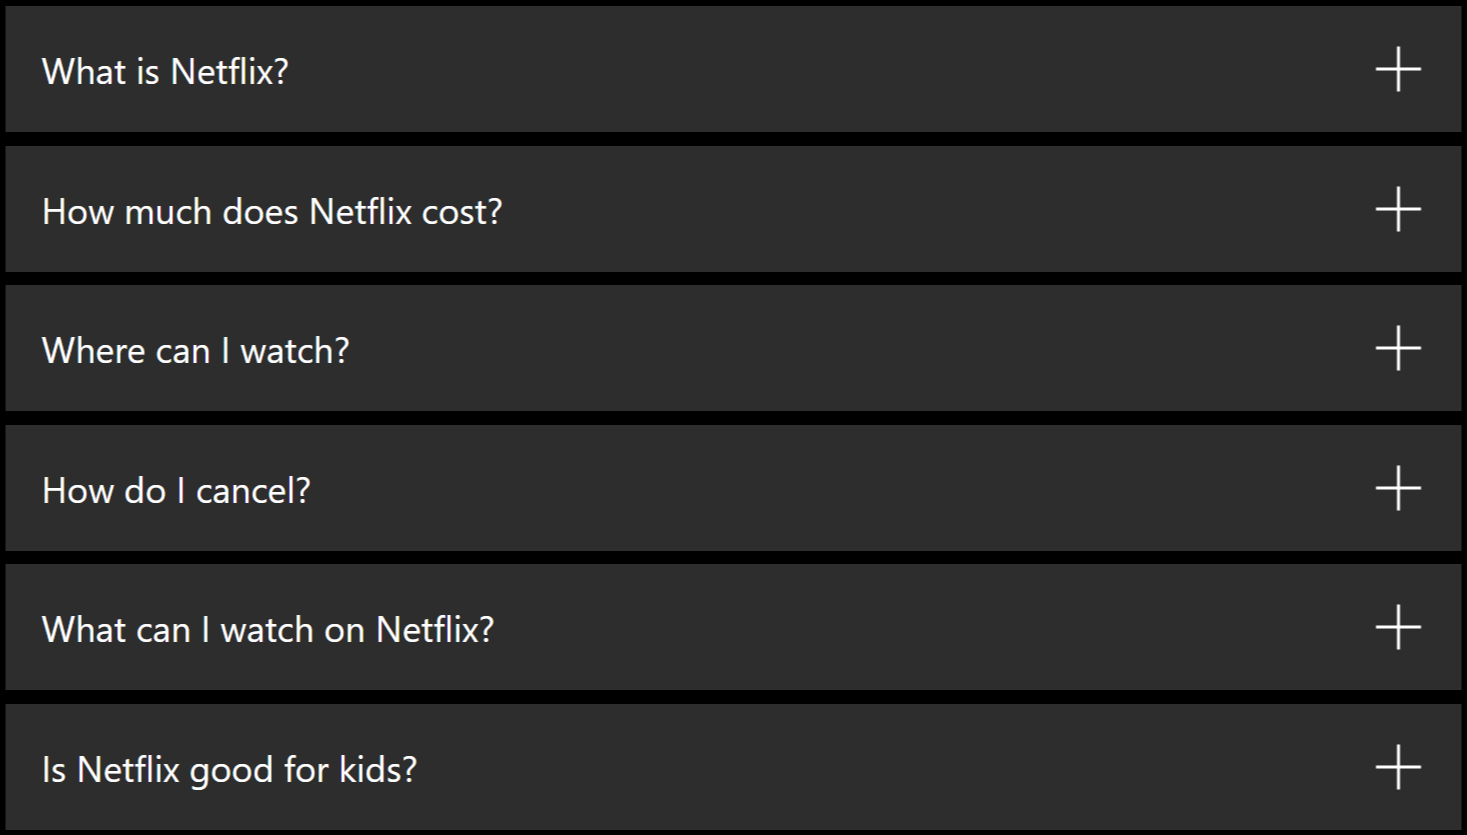 What is Netflix?
How much does Netflix cost?
Where can I watch?
How do I cancel?
What can I watch on Netflix?
Is Netflix good for kids?